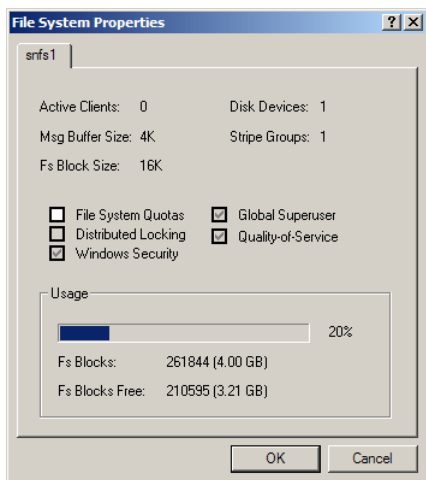 File System Properties
snfs1
Active Clients: 0 Disk Devices: 1
Msg Buffer Size: 4K Stripe Groups: 1
Fs Block Size: 16K
File System Quotas Global Superuser
Distributed Locking Quality-of-Service
Windows Security
Usage
20%
Fs Blocks: 261844 (4.00 GB)
Fs Blocks Free: 210595 (3.21 GB)
OK Cancel